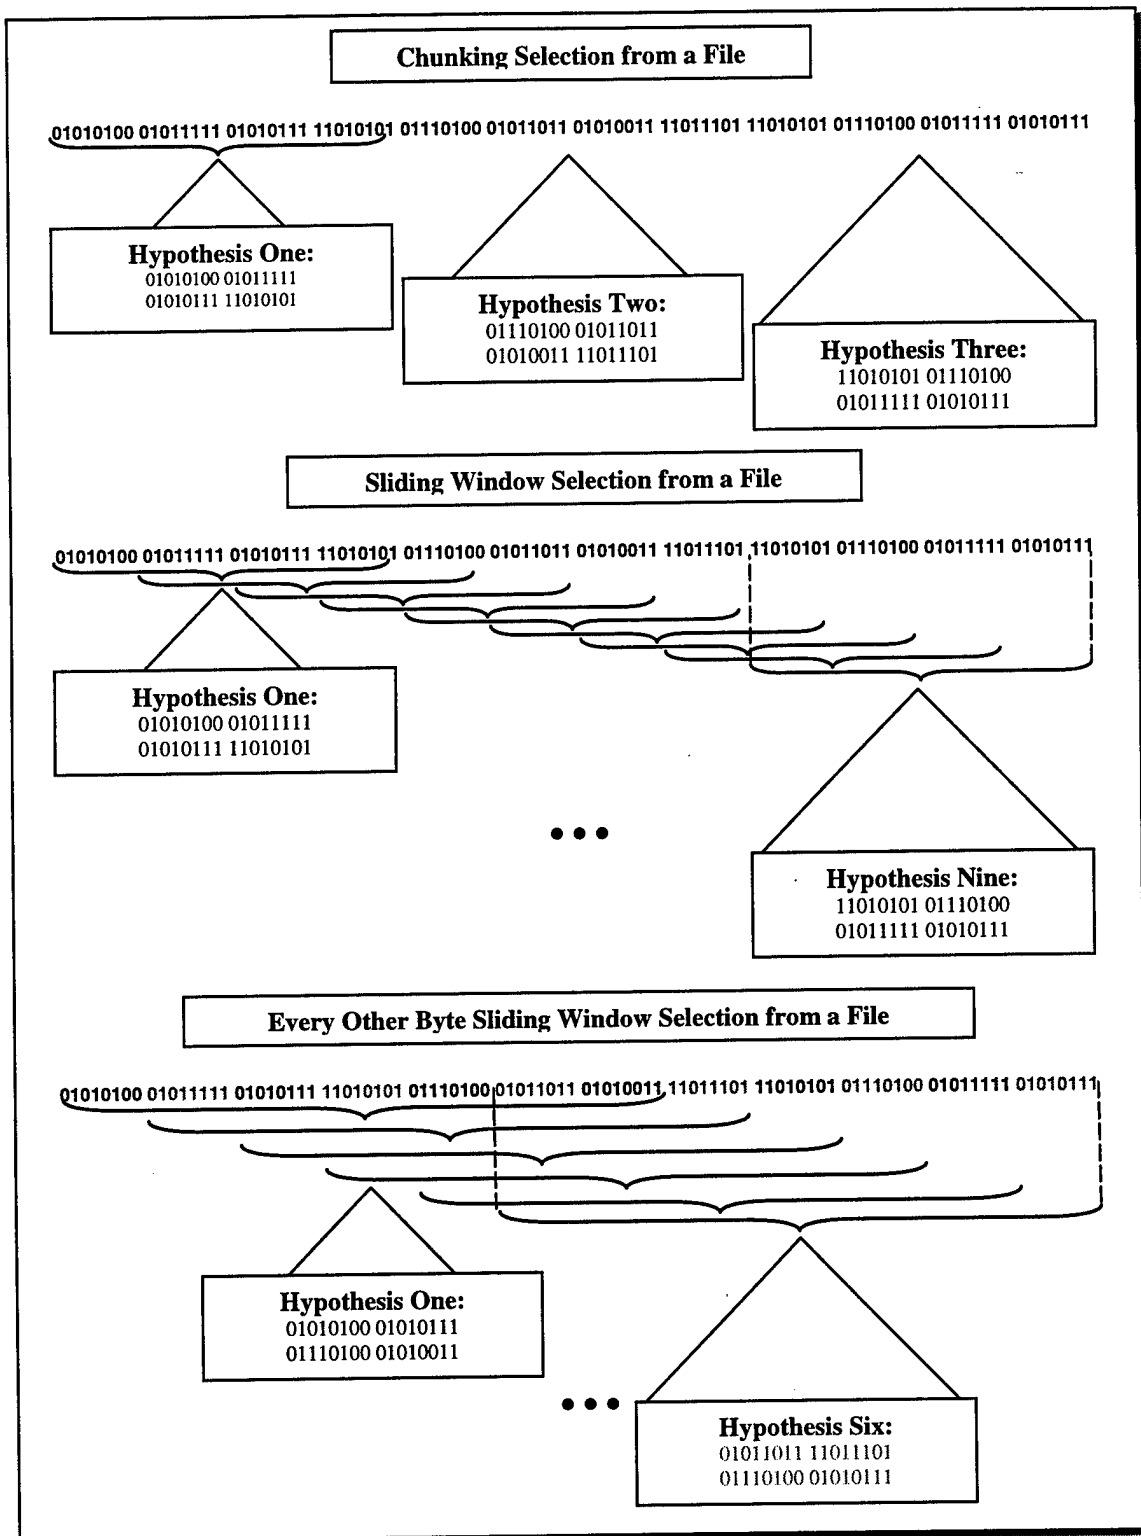 Chunking Selection from a File
01010100 01011111 01010111 11010101 01110100 01011011 01010011 11011101 11010101 01110100 01011111 01010111
Hypothesis One:
01010100 01011111
01010111 11010101
Hypothesis Two:
01110100 01011011
01010011 11011101
Hypothesis Three:
11010101 01110100
01011111 01010111
Sliding Window Selection from a File
01010100 01011111 01010111 11010101 01110100 01011011 01010011 11011101 11010101 01110100 01011111 01010111
Hypothesis One:
01010100 01011111
01010111 11010101
Hypothesis Nine:
11010101 01110100
01011111 01010111
Every Other Byte Sliding Window Selection from a File
01010100 01011111 01010111 11010101 01110100 01011011 01010011 11011101 11010101 01110100 01011111 01010111
Hypothesis One:
01010100 01010111
01110100 01010011
Hypothesis Six:
01011011 11011101
01110100 01010111